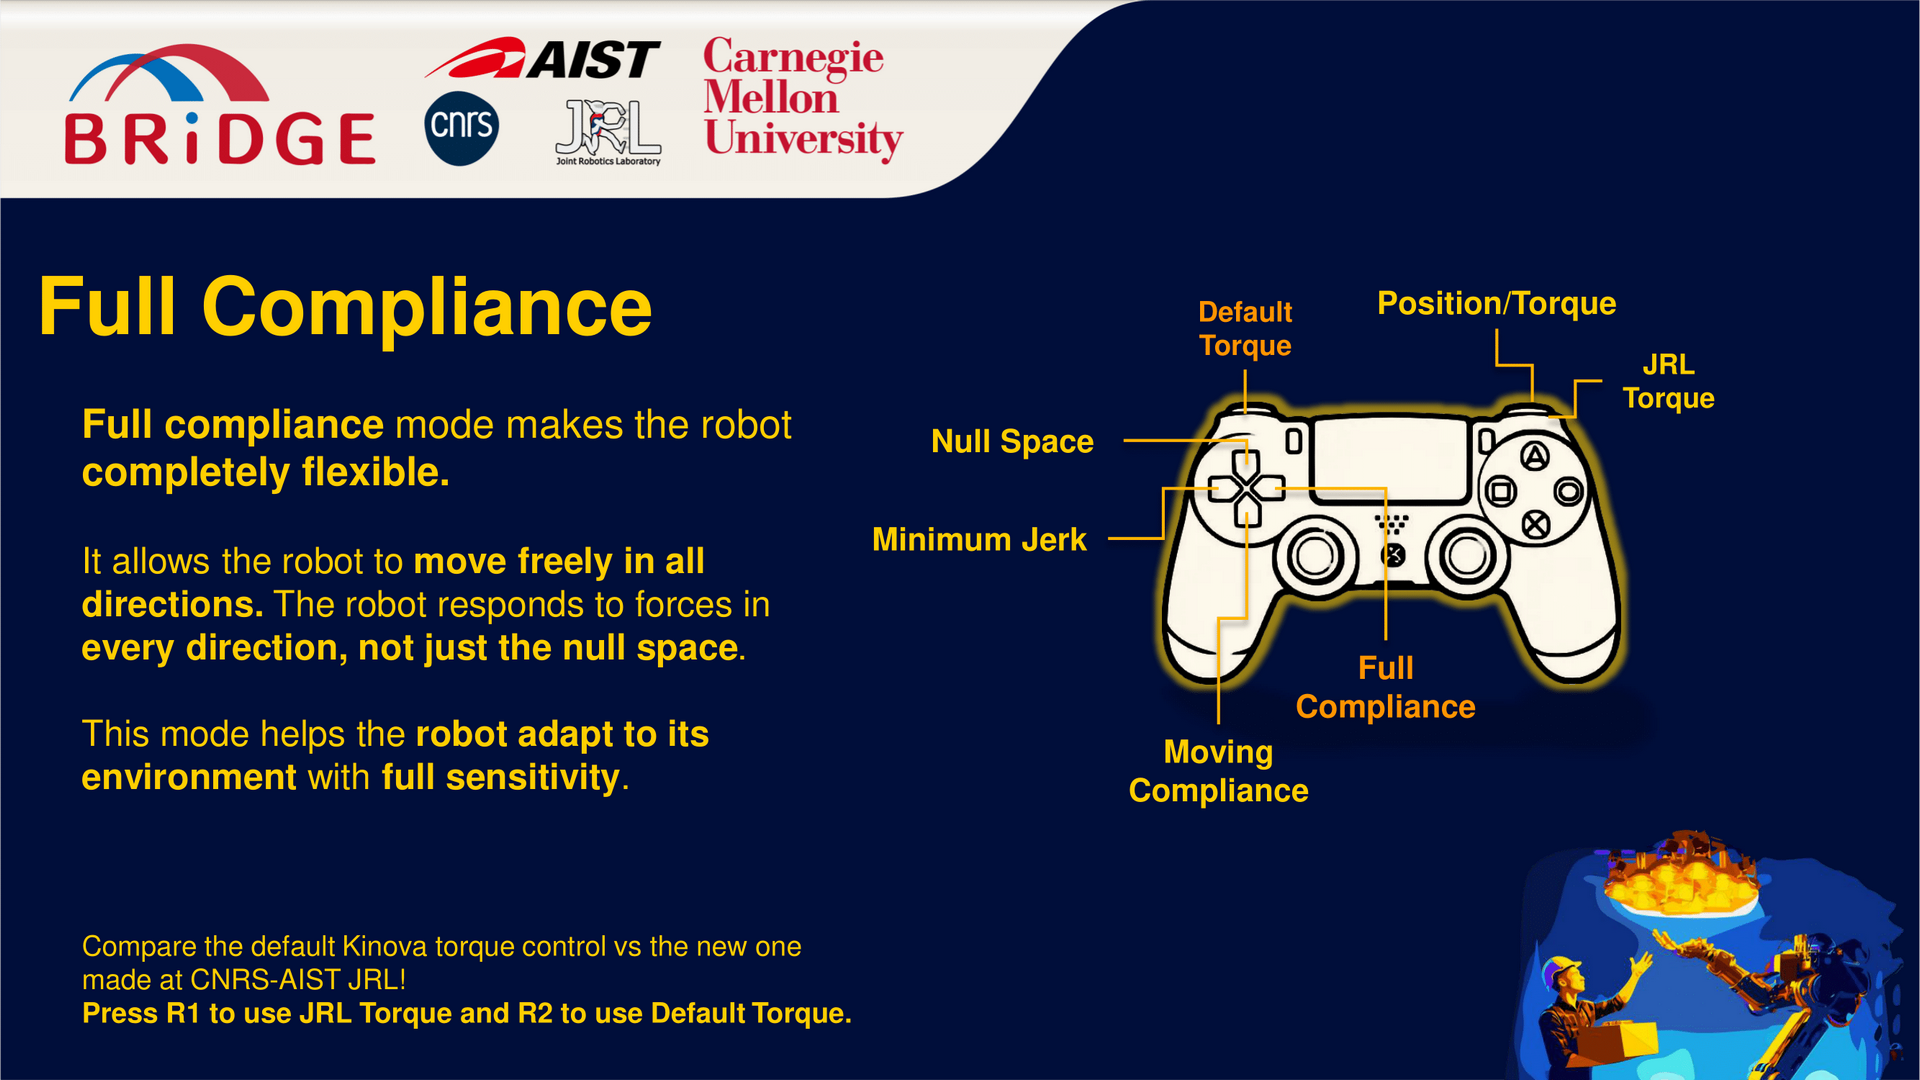 BRiDGE
AIST
cnrs
JRL
Joint Robotics Laboratory
Carnegie
Mellon
University
Full Compliance
Full compliance mode makes the robot
completely flexible.
It allows the robot to move freely in all
directions. The robot responds to forces in
every direction, not just the null space.
This mode helps the robot adapt to its
environment with full sensitivity.
Compare the default Kinova torque control vs the new one
made at CNRS-AIST JRL!
Press R1 to use JRL Torque and R2 to use Default Torque.
Default
Torque
Position/Torque
JRL
Torque
Null Space
Minimum Jerk
Full
Compliance
Moving
Compliance